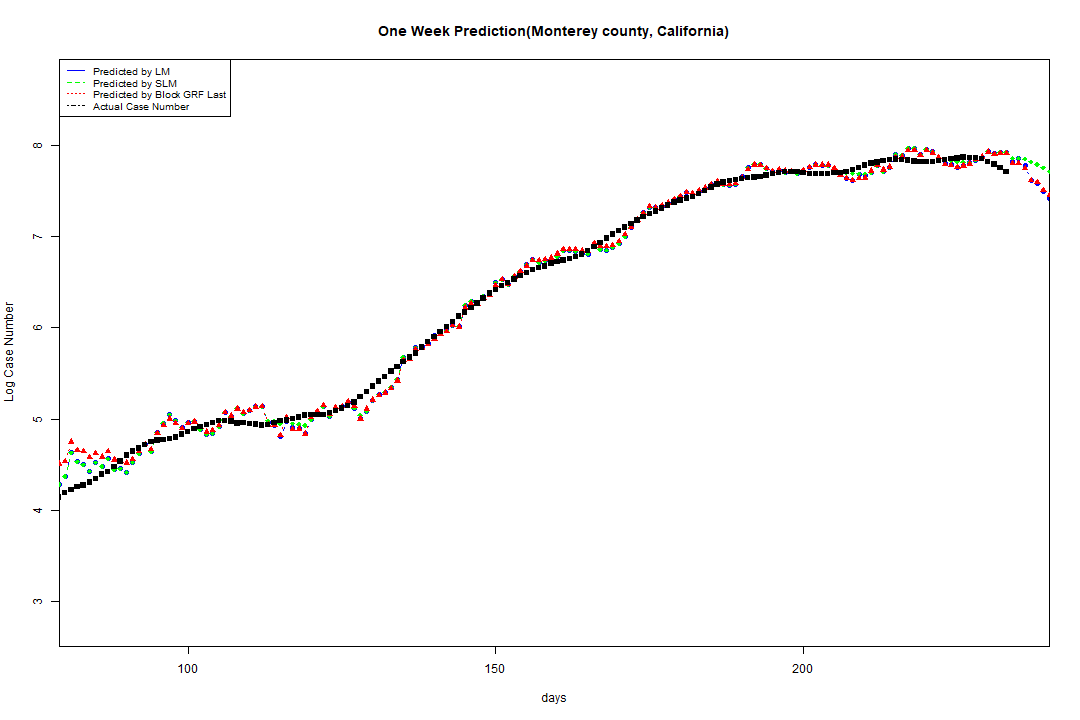 One Week Prediction(Monterey county, California)
Predicted by LM
Predicted by SLM
Predicted by Block GRF Last
Actual Case Number
8
7
6
5
4
3
Log Case Number
100 150 200
days